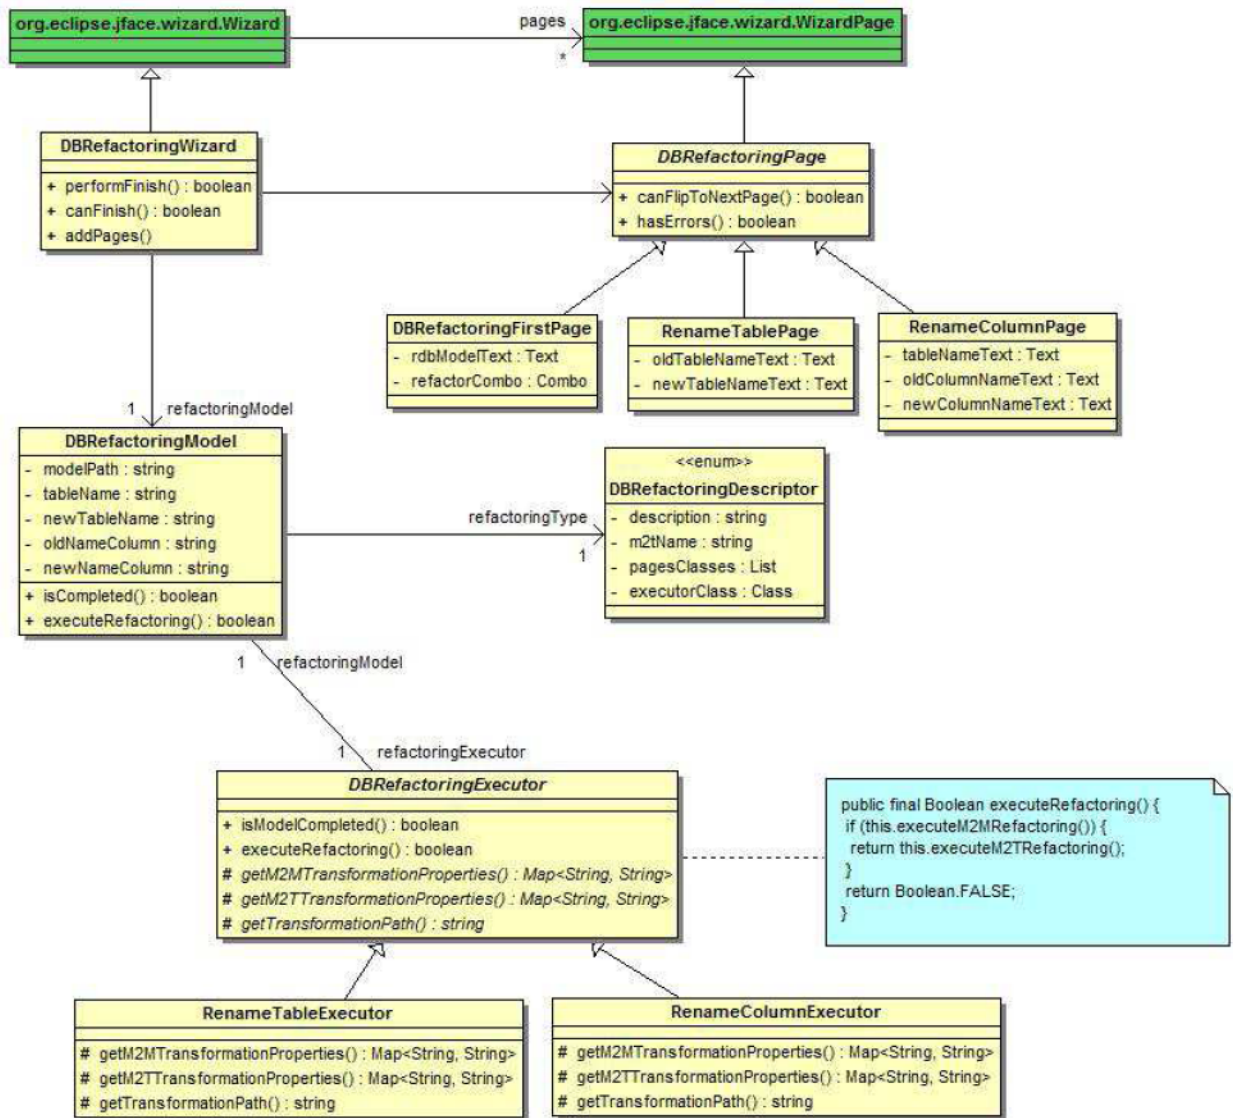 org.eclipse.jface.wizard.Wizard
pages
*
org.eclipse.jface.wizard.WizardPage
DBRefactoringWizard
+ performFinish() : boolean
+ canFinish() : boolean
+ addPages()
DBRefactoringPage
+ canFlipToNextPage() : boolean
+ hasErrors() : boolean
DBRefactoringFirstPage
- rdbModelText : Text
- refactorCombo : Combo
RenameTablePage
- oldTableNameText : Text
- newTableNameText : Text
RenameColumnPage
- tableNameText : Text
- oldColumnNameText : Text
- newColumnNameText : Text
1 refactoringModel
DBRefactoringModel
- modelPath : string
- tableName : string
- newTableName : string
- oldNameColumn : string
- newNameColumn : string
+ isCompleted() : boolean
+ executeRefactoring() : boolean
refactoringType
1
<<enum>>
DBRefactoringDescriptor
- description : string
- m2tName : string
- pagesClasses : List
- executorClass : Class
1 refactoringModel
1 refactoringExecutor
DBRefactoringExecutor
+ isModelCompleted() : boolean
+ executeRefactoring() : boolean
# getM2MTransformationProperties() : Map<String, String>
# getM2TTransformationProperties() : Map<String, String>
# getTransformationPath() : string
public final Boolean executeRefactoring() {
if (this.executeM2MRefactoring()) {
return this.executeM2TRefactoring();
}
return Boolean.FALSE;
}
RenameTableExecutor
# getM2MTransformationProperties() : Map<String, String>
# getM2TTransformationProperties() : Map<String, String>
# getTransformationPath() : string
RenameColumnExecutor
# getM2MTransformationProperties() : Map<String, String>
# getM2TTransformationProperties() : Map<String, String>
# getTransformationPath() : string